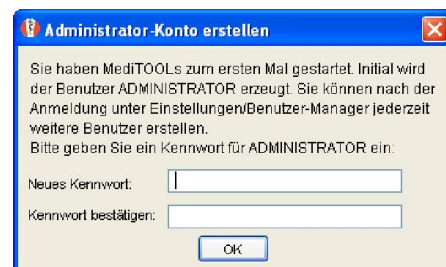 Administrator-Konto erstellen
Sie haben MediTOOLs zum ersten Mal gestartet. Initial wird
der Benutzer ADMINISTRATOR erzeugt. Sie können nach der
Anmeldung unter Einstellungen/Benutzer-Manager jederzeit
weitere Benutzer erstellen.
Bitte geben Sie ein Kennwort für ADMINISTRATOR ein:
Neues Kennwort:
Kennwort bestätigen:
OK